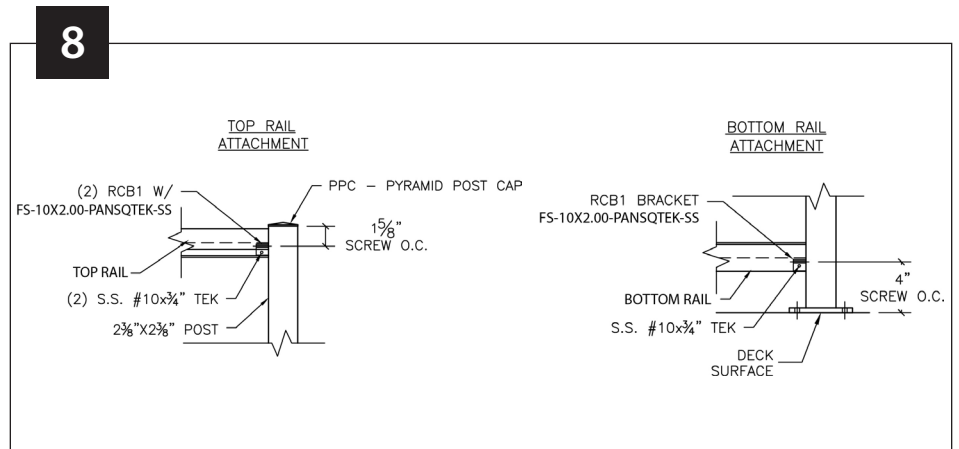 8
TOP RAIL
ATTACHMENT
(2) RCB1 W/
FS-10X2.00-PANSQTEK-SS
PPC – PYRAMID POST CAP
1⅝"
SCREW O.C.
TOP RAIL
(2) S.S. #10x¾" TEK
2⅜"X2⅜" POST
BOTTOM RAIL
ATTACHMENT
RCB1 BRACKET
FS-10X2.00-PANSQTEK-SS
4"
SCREW O.C.
BOTTOM RAIL
S.S. #10x¾" TEK
DECK
SURFACE